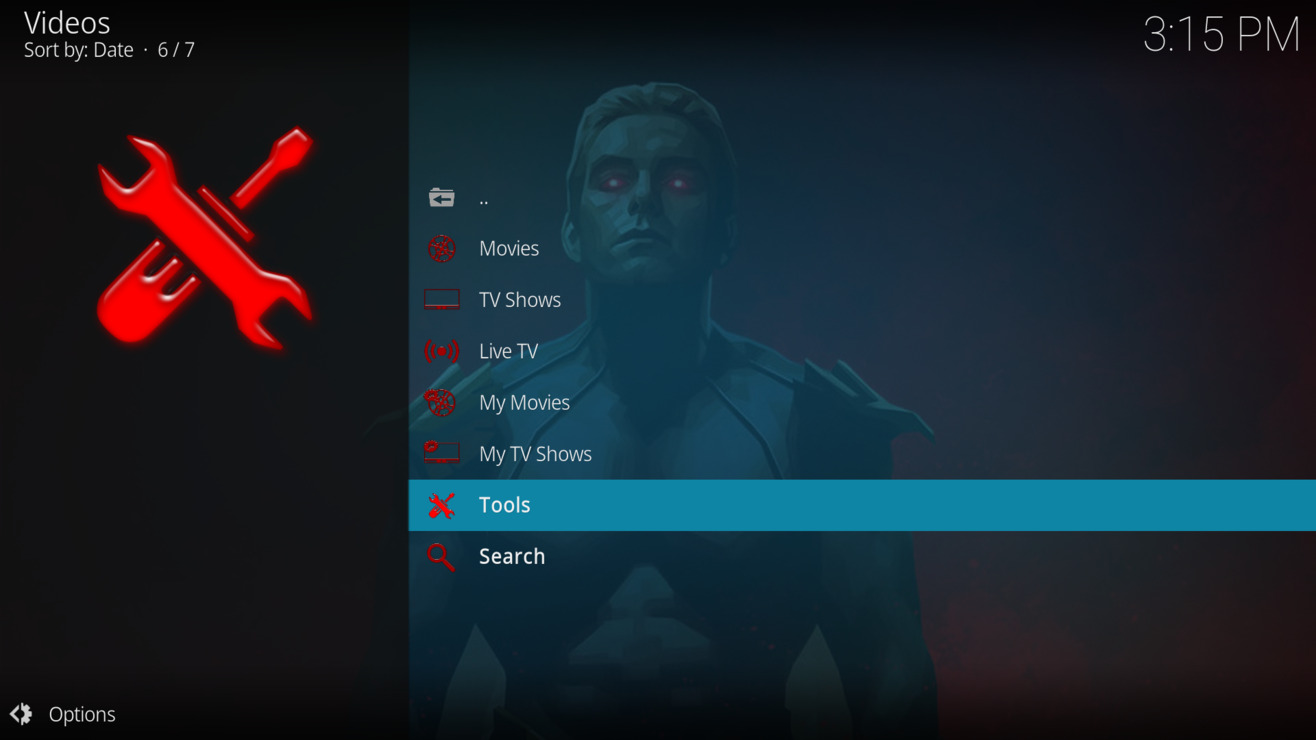 Videos
Sort by: Date · 6 / 7
3:15 PM
..
Movies
TV Shows
Live TV
My Movies
My TV Shows
Tools
Search
Options